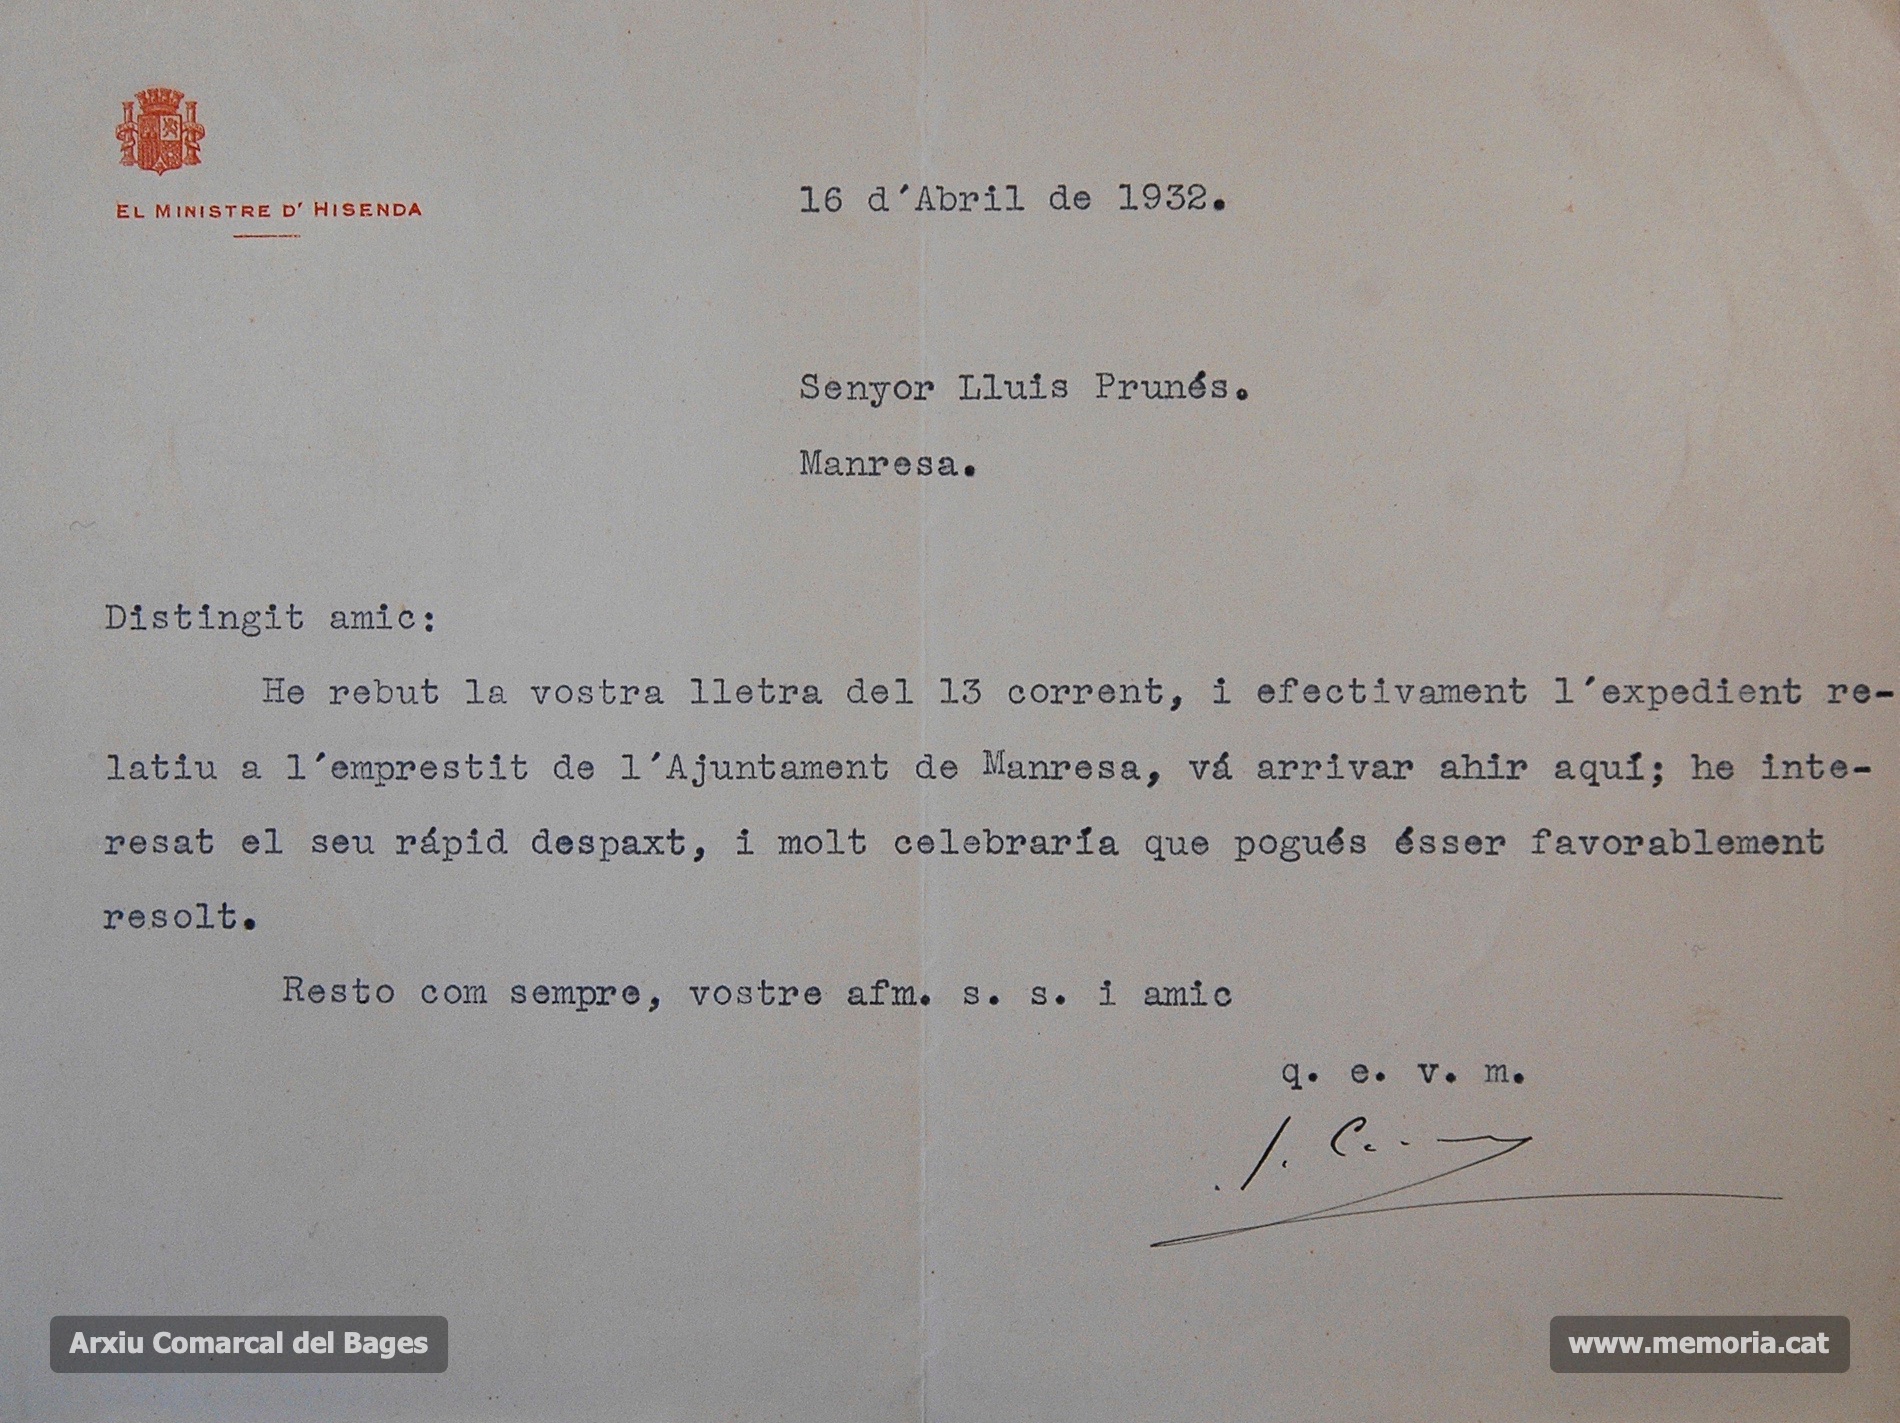 EL MINISTRE D' HISENDA
16 d'Abril de 1932.
Senyor Lluis Prunés.
Manresa.
Distingit amic:
He rebut la vostra lletra del 13 corrent, i efectivament l'expedient re-
latiu a l'emprestit de l'Ajuntament de Manresa, vá arrivar ahir aquí; he inte-
resat el seu rápid despaxt, i molt celebraría que pogués ésser favorablement
resolt.
Resto com sempre, vostre afm. s. s. i amic
q. e. v. m.
Arxiu Comarcal del Bages
www.memoria.cat